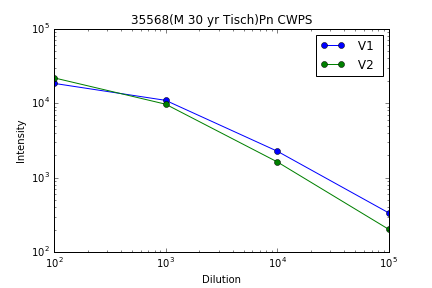 35568(M 30 yr Tisch)Pn CWPS
10^5
10^4
10^3
10^2
Intensity
V1
V2
10^2 10^3 10^4 10^5
Dilution